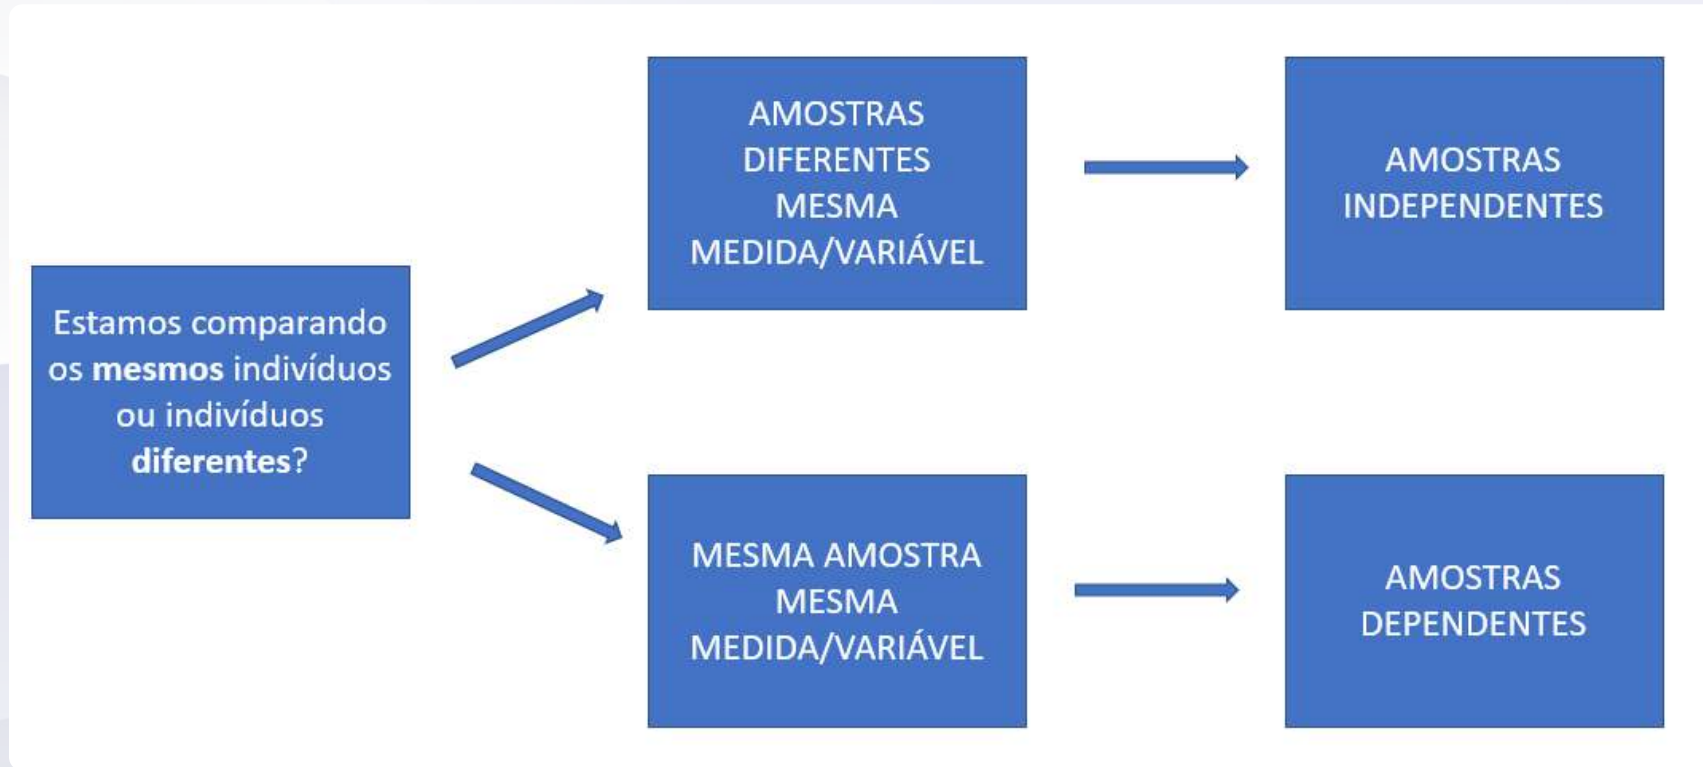 Estamos comparando
os mesmos indivíduos
ou indivíduos
diferentes?
AMOSTRAS
DIFERENTES
MESMA
MEDIDA/VARIÁVEL
AMOSTRAS
INDEPENDENTES
MESMA AMOSTRA
MESMA
MEDIDA/VARIÁVEL
AMOSTRAS
DEPENDENTES